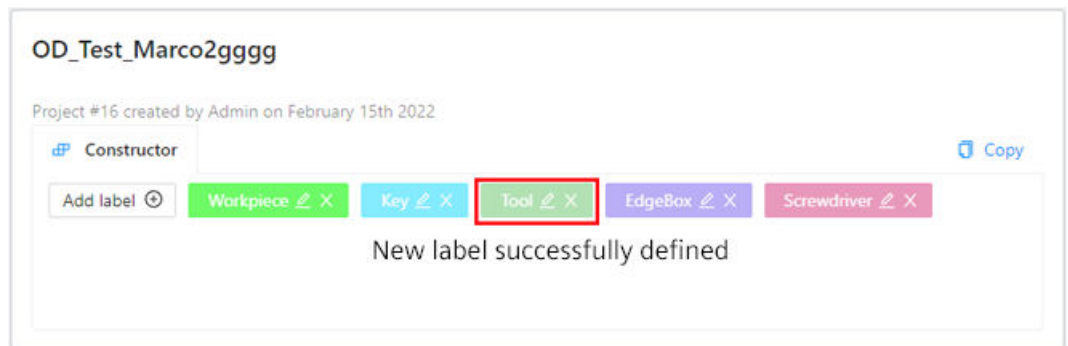 OD_Test_Marco2gggg
Project #16 created by Admin on February 15th 2022
Constructor
Copy
Add label Workpiece Key Tool EdgeBox Screwdriver
New label successfully defined